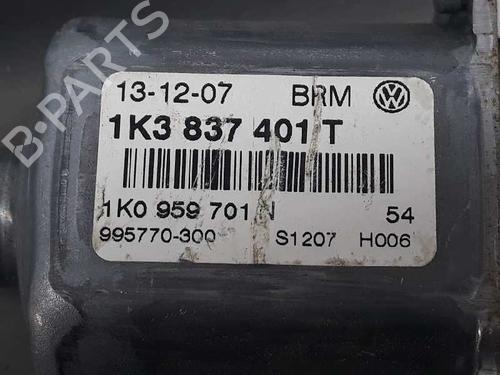 13-12-07 BRM
1K3 837 401 T
1K0 959 701 N 54
995770-300 S1207 H006
B-PARTS